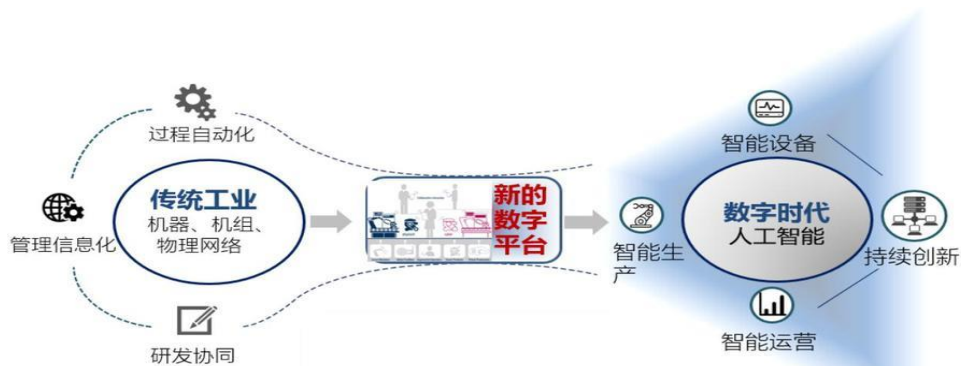 过程自动化
传统工业
机器、机组、
物理网络
管理信息化
研发协同
新的
数字
平台
智能设备
智能生
产
数字时代
人工智能
持续创新
智能运营